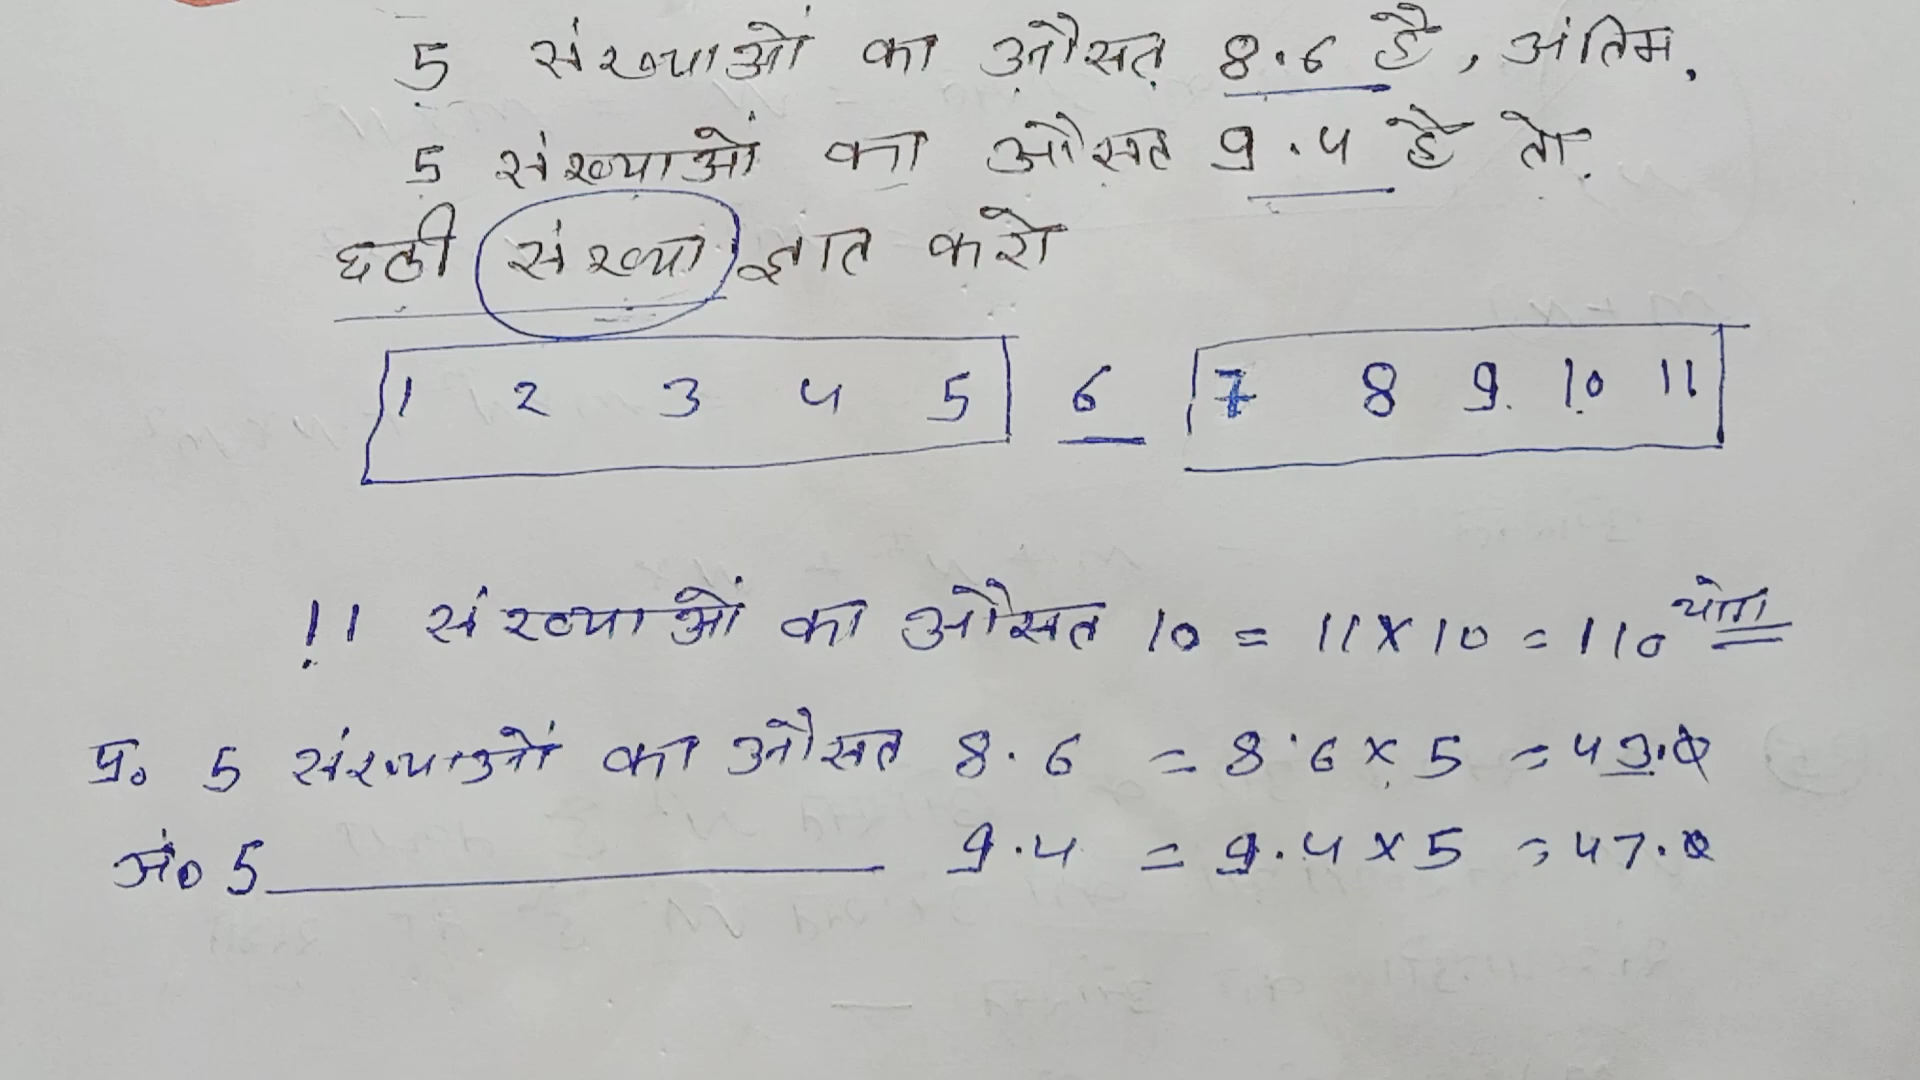 5 संख्याओं का औसत 8.6 है, अंतिम
5 संख्याओं का औसत 9.4 है तो
छठी संख्या ज्ञात करो
1 2 3 4 5 6 7 8 9 10 11
11 संख्याओं का औसत 10 = 11×10 = 110 योग
प्र० 5 संख्याओं का औसत 8.6 = 8.6 × 5 = 43.0
अं० 5 9.4 = 9.4 × 5 = 47.0